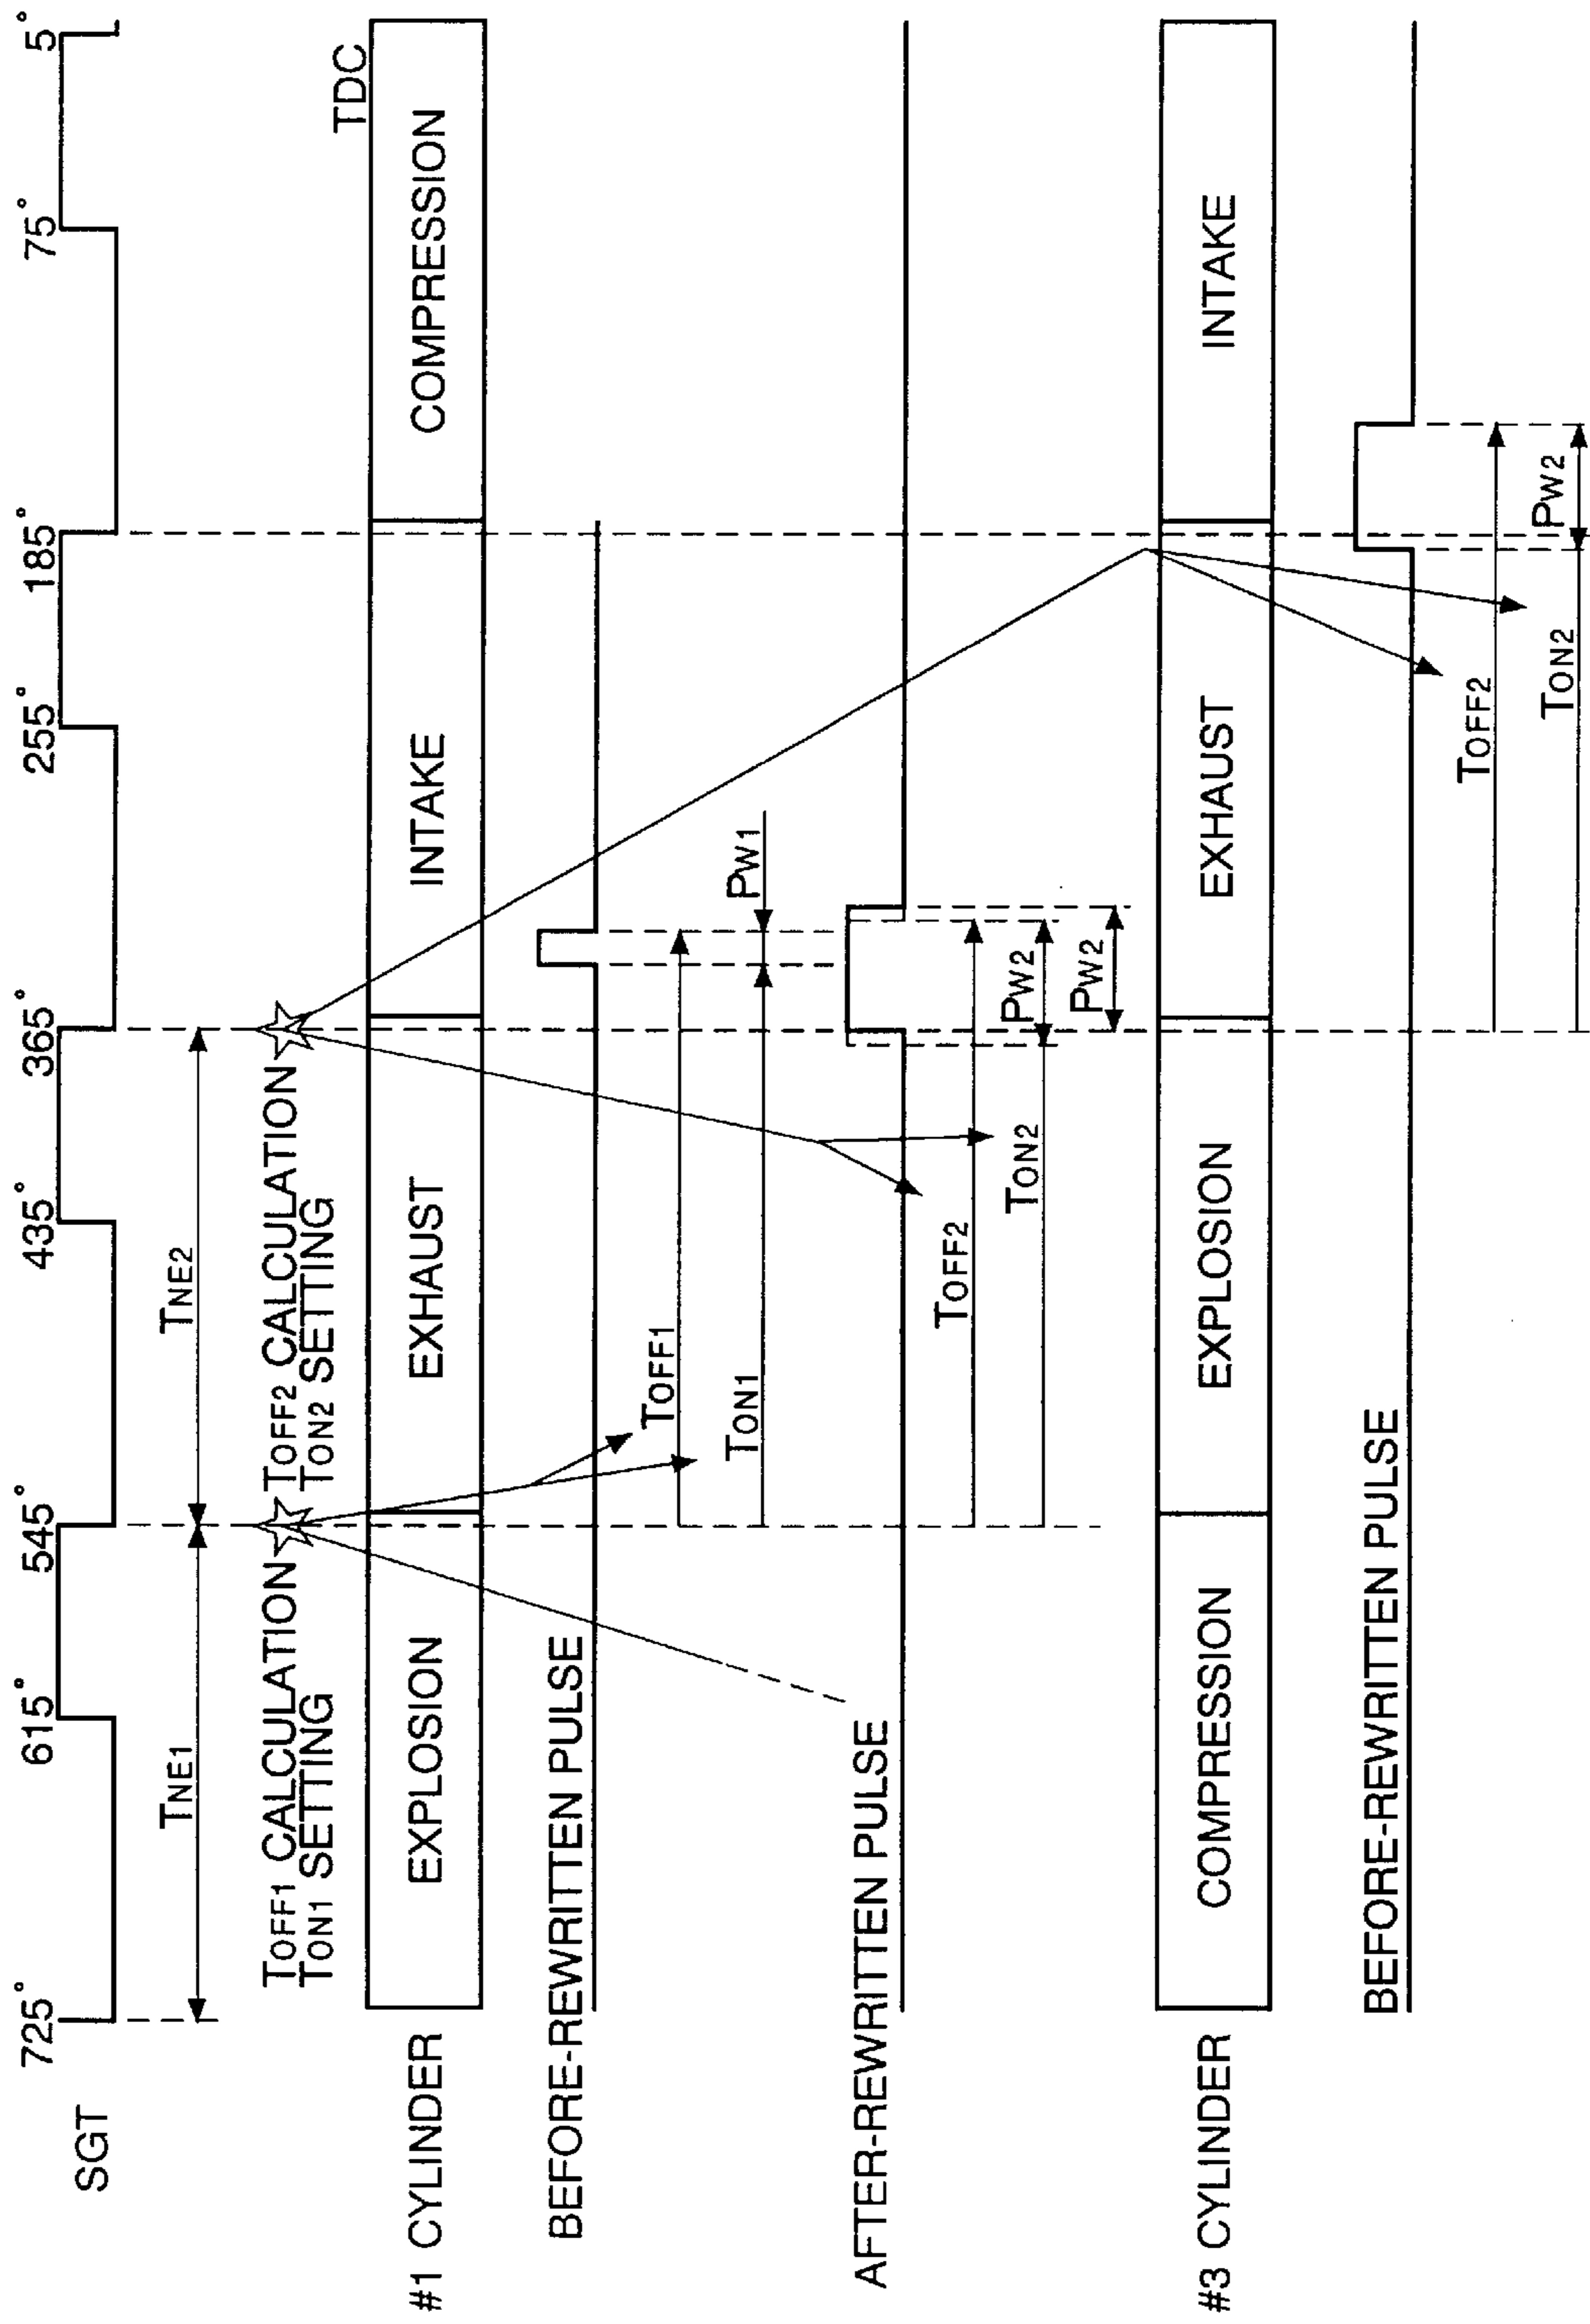 SGT
725°
615°
545°
435°
365°
255°
185°
75°
5°
TNE1
TNE2
TOFF1 CALCULATION
TON1 SETTING
TOFF2 CALCULATION
TON2 SETTING
TDC
#1 CYLINDER
EXPLOSION
EXHAUST
INTAKE
COMPRESSION
BEFORE-REWRITTEN PULSE
TOFF1
TON1
PW1
AFTER-REWRITTEN PULSE
TOFF2
TON2
PW2
PW2
#3 CYLINDER
COMPRESSION
EXPLOSION
EXHAUST
INTAKE
BEFORE-REWRITTEN PULSE
TOFF2
TON2
PW2